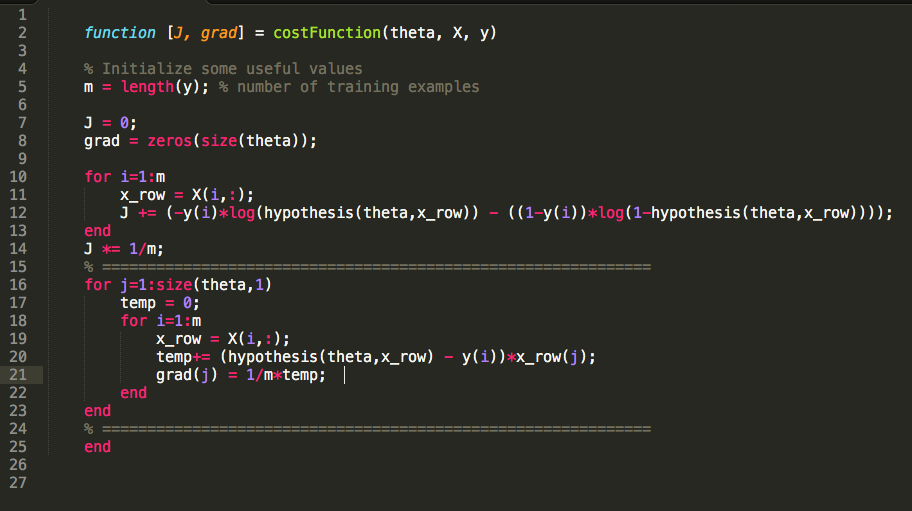 1
2 function [J, grad] = costFunction(theta, X, y)
3
4 % Initialize some useful values
5 m = length(y); % number of training examples
6
7 J = 0;
8 grad = zeros(size(theta));
9
10 for i=1:m
11 x_row = X(i,:);
12 J += (-y(i)*log(hypothesis(theta,x_row)) - ((1-y(i))*log(1-hypothesis(theta,x_row))));
13 end
14 J *= 1/m;
15 % =============================================================
16 for j=1:size(theta,1)
17 temp = 0;
18 for i=1:m
19 x_row = X(i,:);
20 temp+= (hypothesis(theta,x_row) - y(i))*x_row(j);
21 grad(j) = 1/m*temp;
22 end
23 end
24 % =============================================================
25 end
26
27